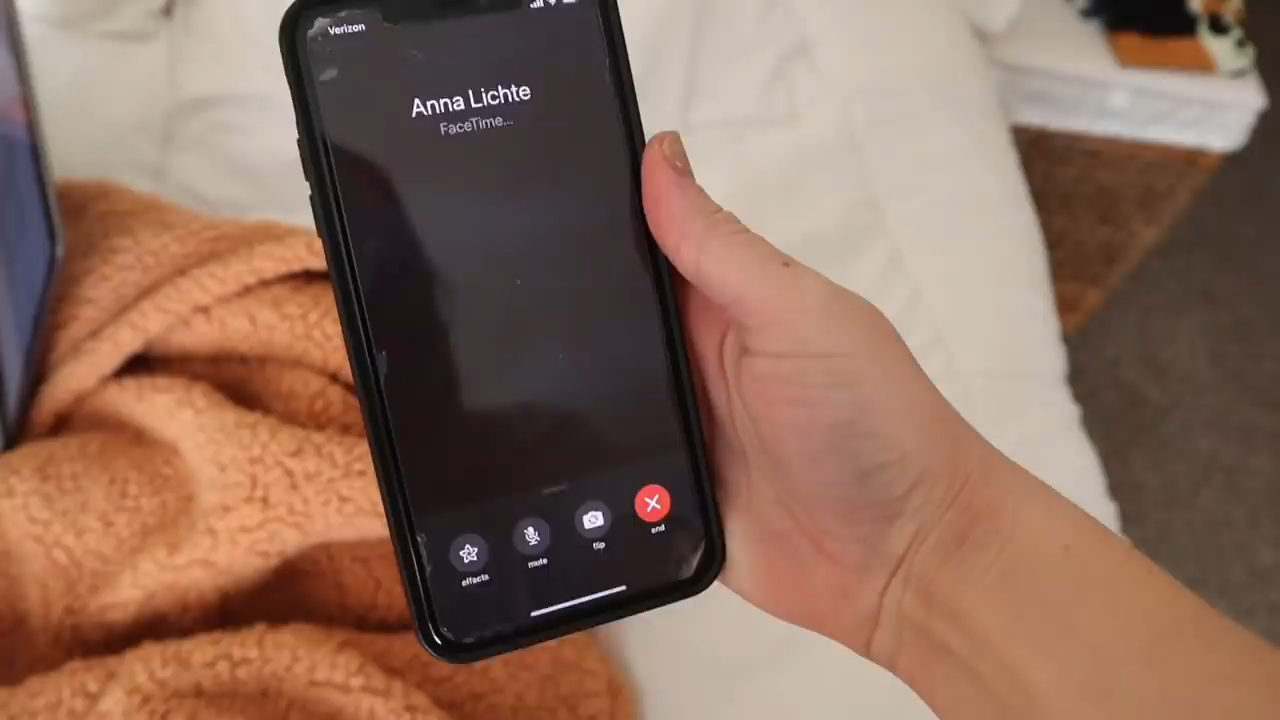 Verizon
Anna Lichte
FaceTime...
effects
mute
flip
end